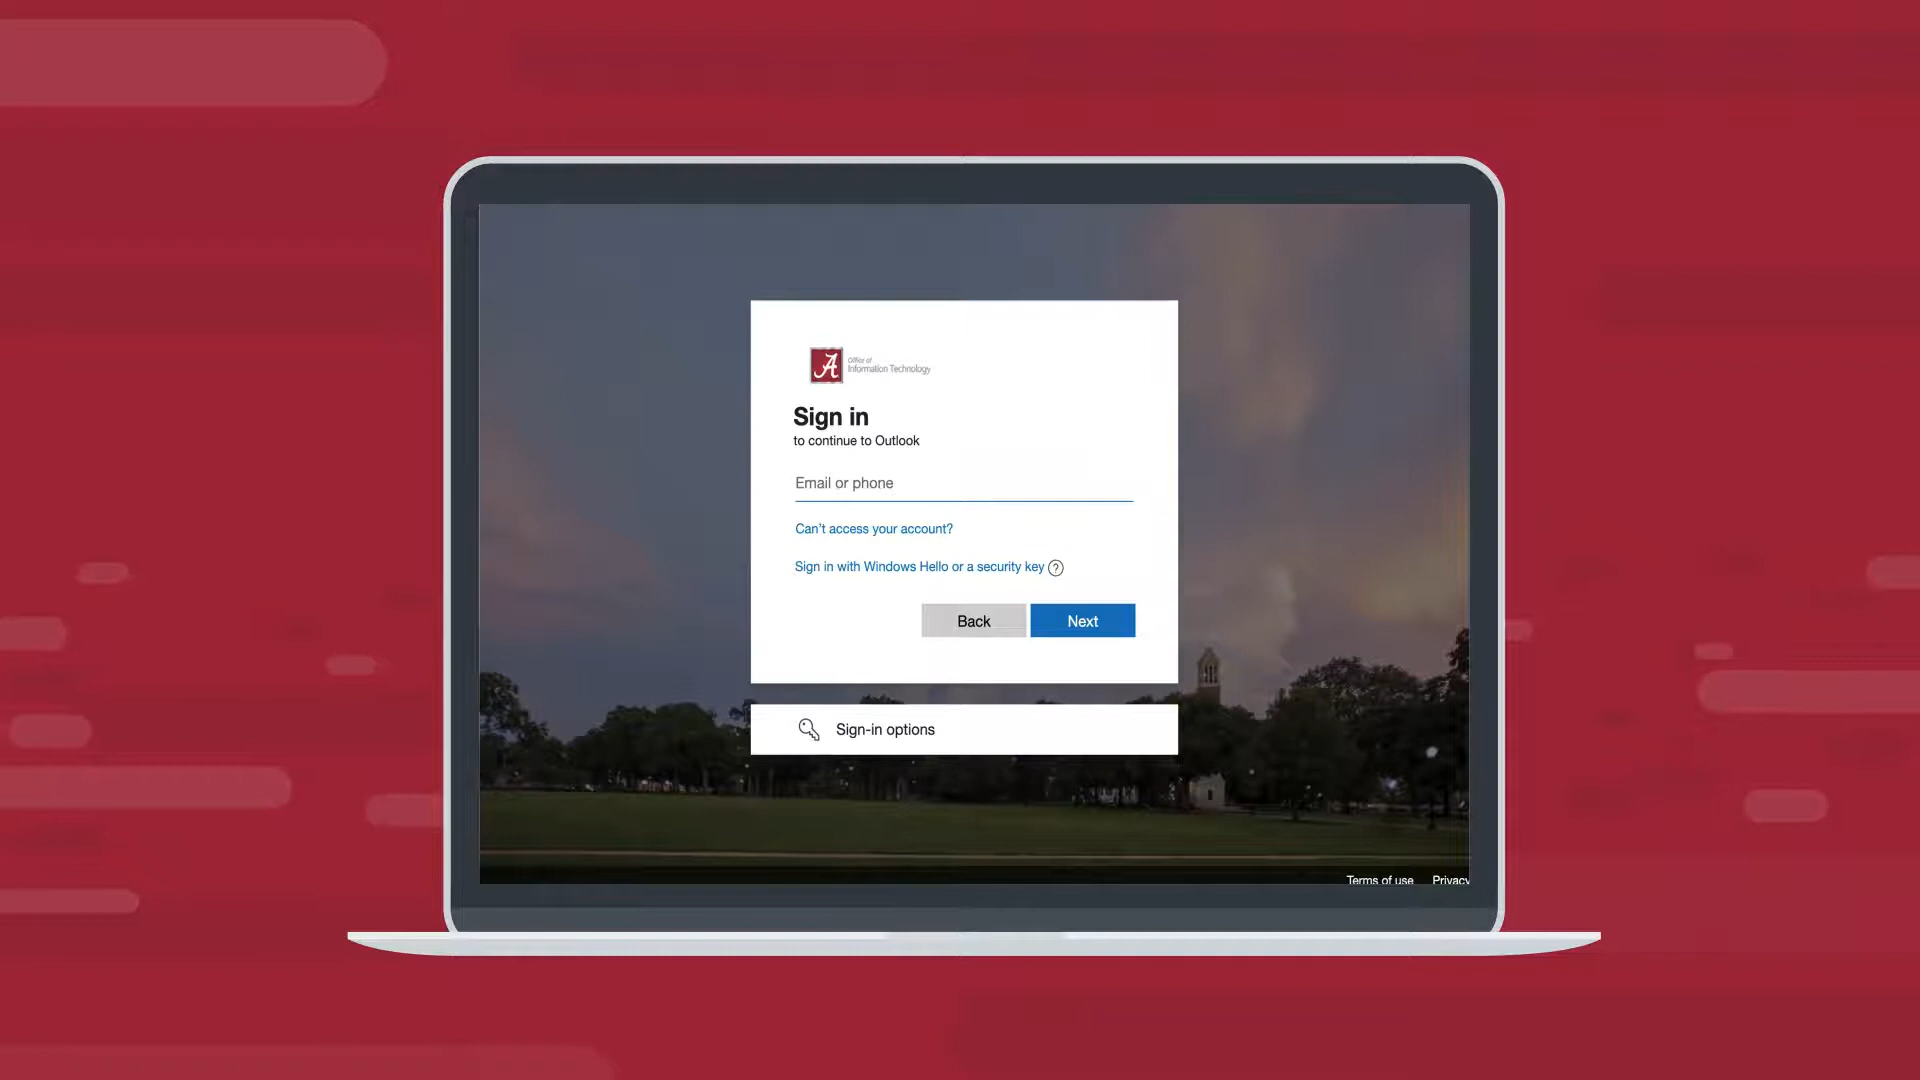 A
Office of
Information Technology
Sign in
to continue to Outlook
Email or phone
Can't access your account?
Sign in with Windows Hello or a security key ?
Back Next
Sign-in options
Terms of use Privacy